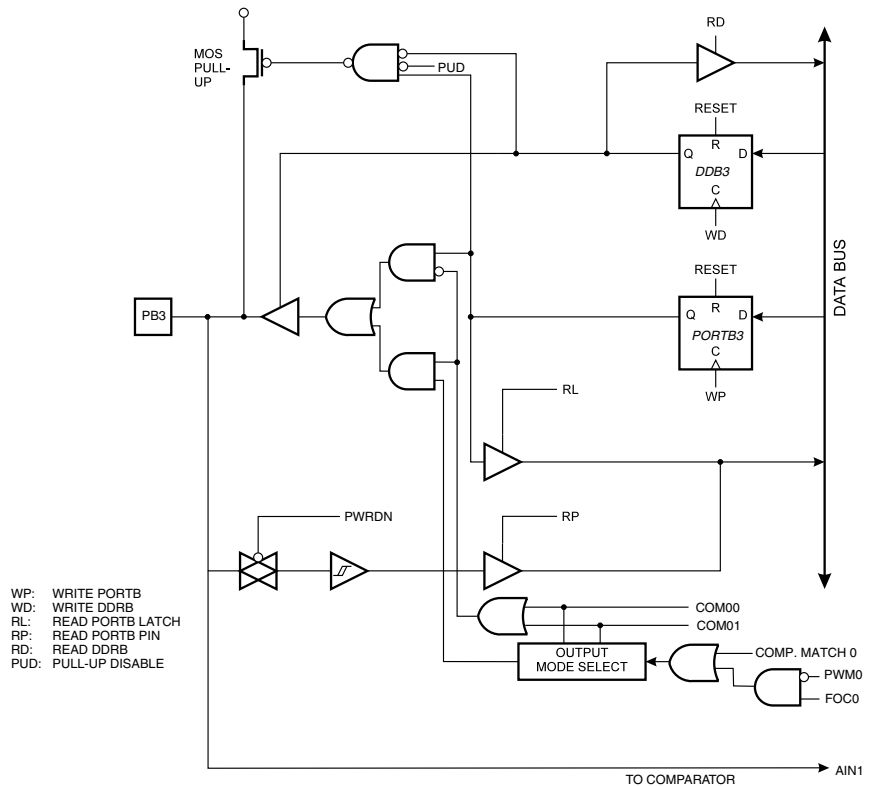 RD
MOS
PULL-
UP
PUD
RESET
R
Q
D
DDB3
C
WD
RESET
R
Q
D
PORTB3
C
WP
DATA BUS
PB3
RL
PWRDN
RP
WP: WRITE PORTB
WD: WRITE DDRB
RL: READ PORTB LATCH
RP: READ PORTB PIN
RD: READ DDRB
PUD: PULL-UP DISABLE
COM00
COM01
OUTPUT
MODE SELECT
COMP. MATCH 0
PWM0
FOC0
TO COMPARATOR
AIN1